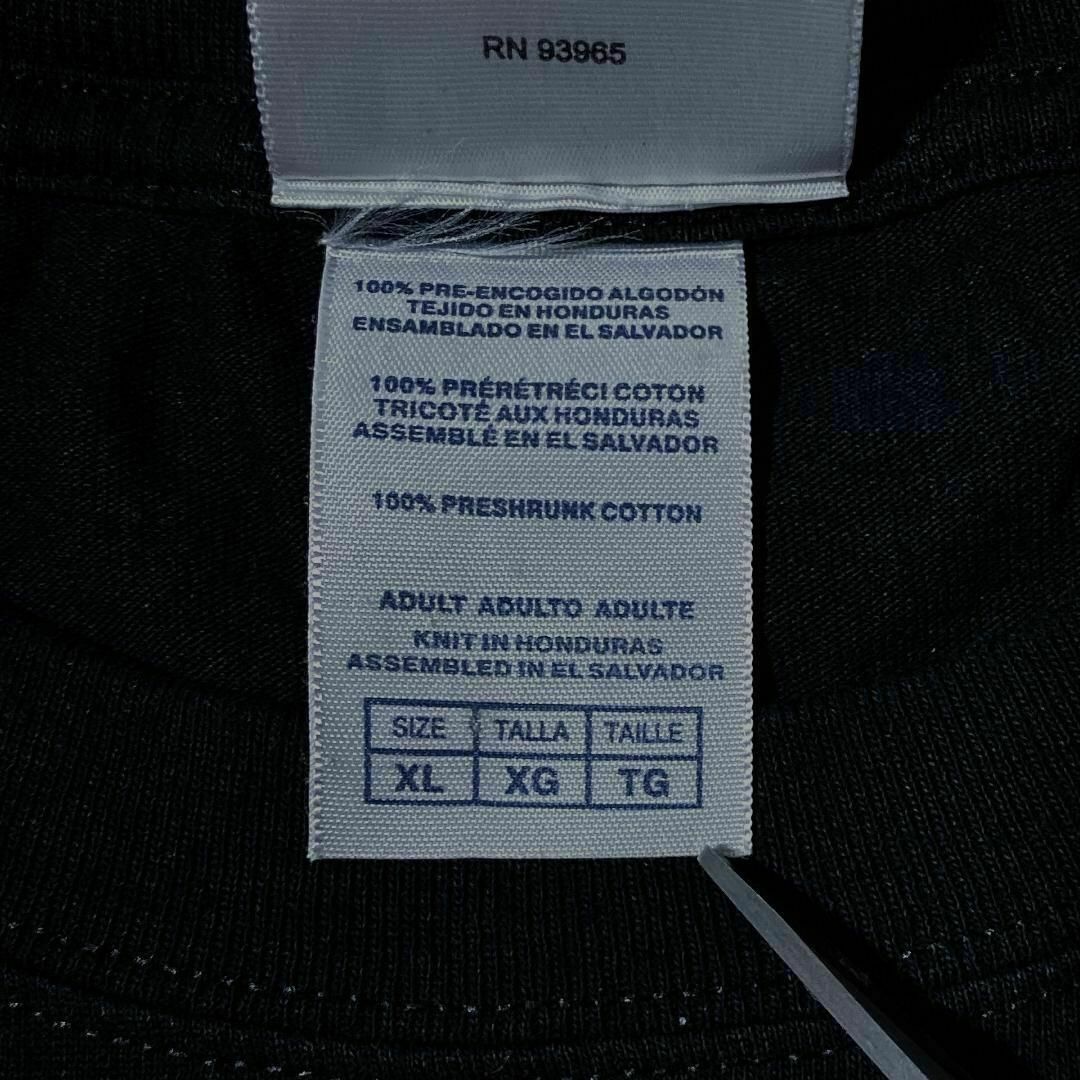 RN 93965
100% PRE-ENCOGIDO ALGODÓN
TEJIDO EN HONDURAS
ENSAMBLADO EN EL SALVADOR
100% PRÉRÉTRÉCI COTON
TRICOTÉ AUX HONDURAS
ASSEMBLÉ EN EL SALVADOR
100% PRESHRUNK COTTON
ADULT ADULTO ADULTE
KNIT IN HONDURAS
ASSEMBLED IN EL SALVADOR
SIZE TALLA TAILLE
XL XG TG